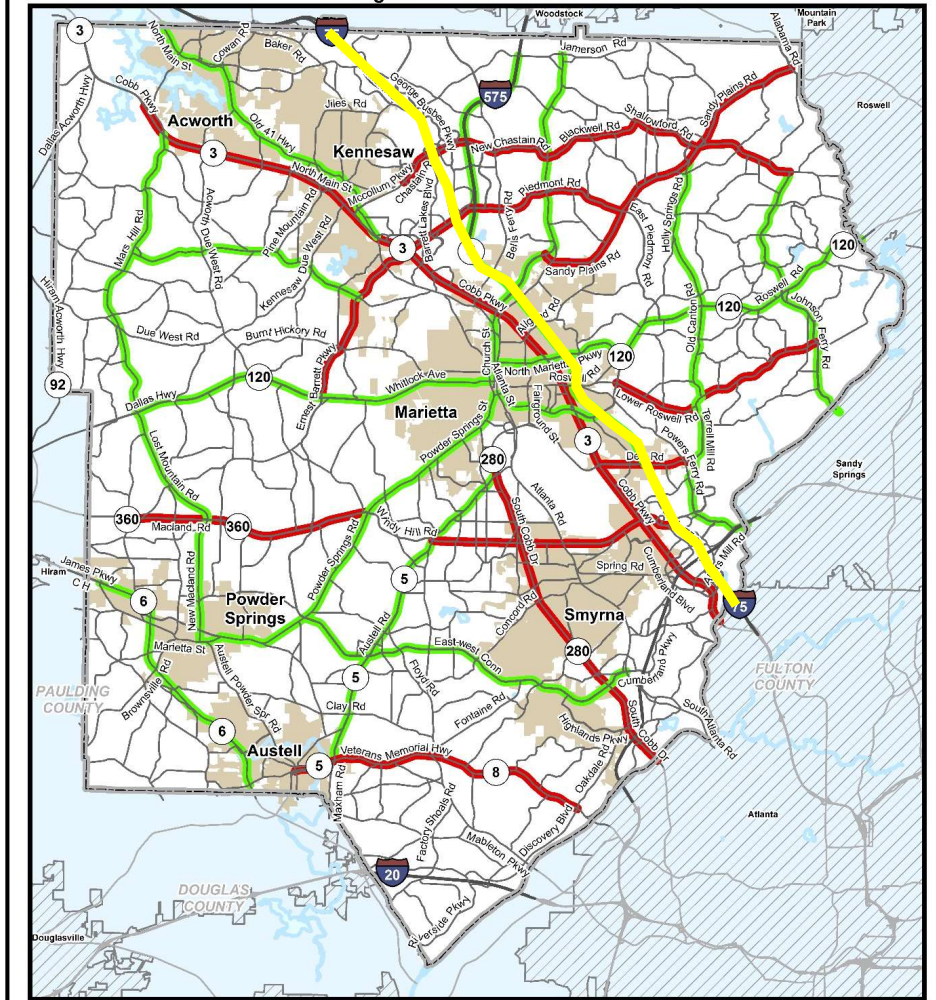 Woodstock
Mountain
Park
3
North Main St
Cowan Rd
Baker Rd
Jamerson Rd
Alabama Rd
Cobb Pkwy
Dallas Acworth Hwy
Jiles Rd
George Busbee Pkwy
575
Sandy Plains Rd
Roswell
Acworth
Old 41 Hwy
Shallowford Rd
Blackwell Rd
New Chastain Rd
3
Kennesaw
North Main St
Mccollum Pkwy
Chastain R
Piedmont Rd
Mars Hill Rd
Acworth Due West Rd
Pine Mountain Rd
Kennesaw Due West Rd
Barrett Lakes Blvd
Bells Ferry Rd
East Piedmont Rd
Holly Springs Rd
3
120
Sandy Plains Rd
Hiram Acworth Hwy
Cobb Pkwy
Roswell Rd
120
Johnson Ferry Rd
Old Canton Rd
Due West Rd
Burnt Hickory Rd
Church St
120
North Marietta Pkwy
92
120
Ernest Barrett Pkwy
Whitlock Ave
Atlanta St
Dallas Hwy
Fairground St
Lower Roswell Rd
Marietta
Powder Springs St
Terrell Mill Rd
Lost Mountain Rd
280
3
Powers Ferry Rd
Sandy
Springs
360
Macland Rd
360
Windy Hill Rd
Atlanta Rd
South Cobb Dr
Cobb Pkwy
Hiram
James Pkwy
C H
New Macland Rd
Powder Springs Rd
5
Spring Rd
Cumberland Blvd
6
Powder
Springs
75
Austell Rd
Concord Rd
Smyrna
Marietta St
East-west Conn
280
Cumberland Pkwy
FULTON
COUNTY
PAULDING
COUNTY
Brownsville Rd
Austell Powder Spr Rd
5
Floyd Rd
Clay Rd
Fontaine Rd
South Atlanta Rd
South Cobb Dr
Highlands Pkwy
6
Austell
5
Veterans Memorial Hwy
8
Oakdale Rd
Maxham Rd
Factory Shoals Rd
Discovery Blvd
Mableton Pkwy
Atlanta
20
DOUGLAS
COUNTY
Riverside Pkwy
Douglasville